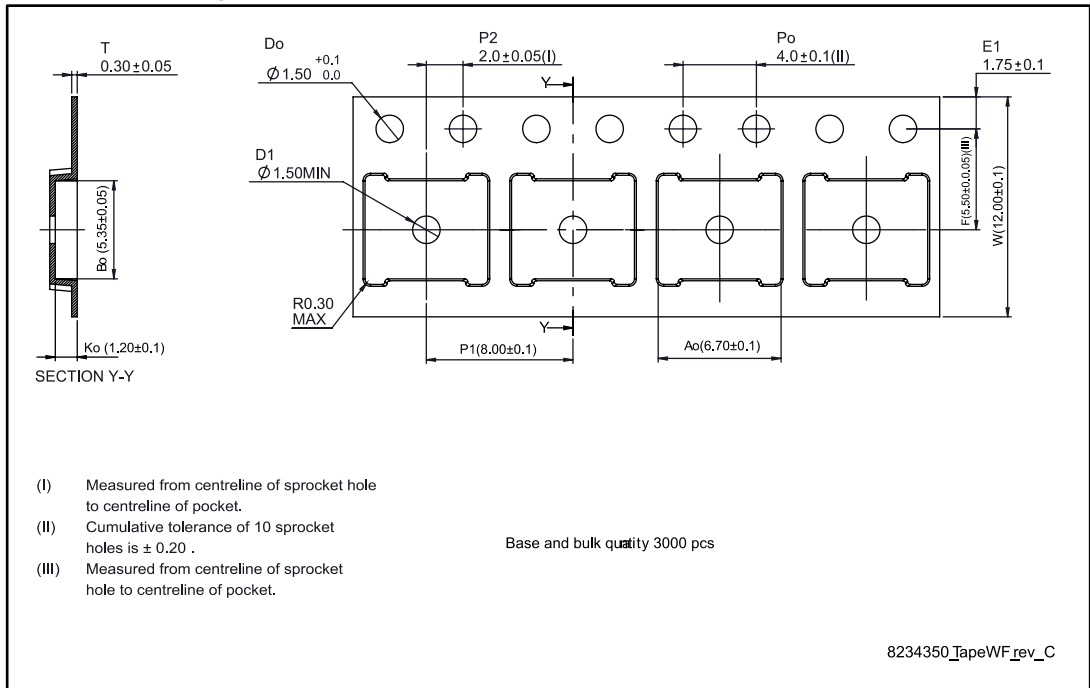 T
0.30±0.05
Do
Ø1.50 +0.1 0.0
P2
2.0±0.05(I)
Po
4.0±0.1(II)
E1
1.75±0.1
Y
D1
Ø1.50MIN
Bo (5.35±0.05)
F(5.50±0.0.05)(III)
W(12.00±0.1)
R0.30
MAX
Y
Ko (1.20±0.1)
P1(8.00±0.1)
Ao(6.70±0.1)
SECTION Y-Y
(I) Measured from centreline of sprocket hole
to centreline of pocket.
(II) Cumulative tolerance of 10 sprocket
holes is ± 0.20 .
(III) Measured from centreline of sprocket
hole to centreline of pocket.
Base and bulk quatity 3000 pcs
8234350_TapeWF_rev_C